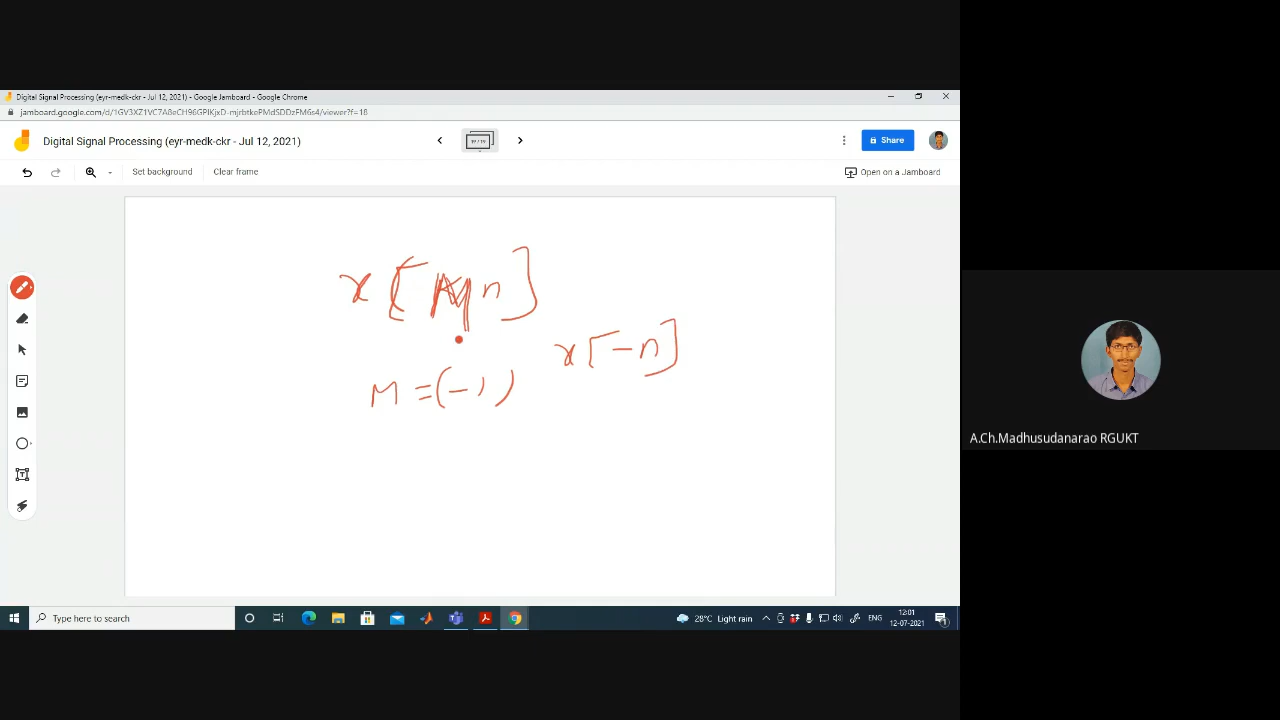 Digital Signal Processing (eyr-medk-ckr - Jul 12, 2021) - Google Jamboard - Google Chrome
Digital Signal Processing (eyr-medk-ckr - Jul 12, 2021)
19 / 19
Share
Set background
Clear frame
Open on a Jamboard
x[Mn]
x[-n]
M = (-1)
A.Ch.Madhusudanarao RGUKT
Type here to search
28°C Light rain
ENG
12:01
12-07-2021